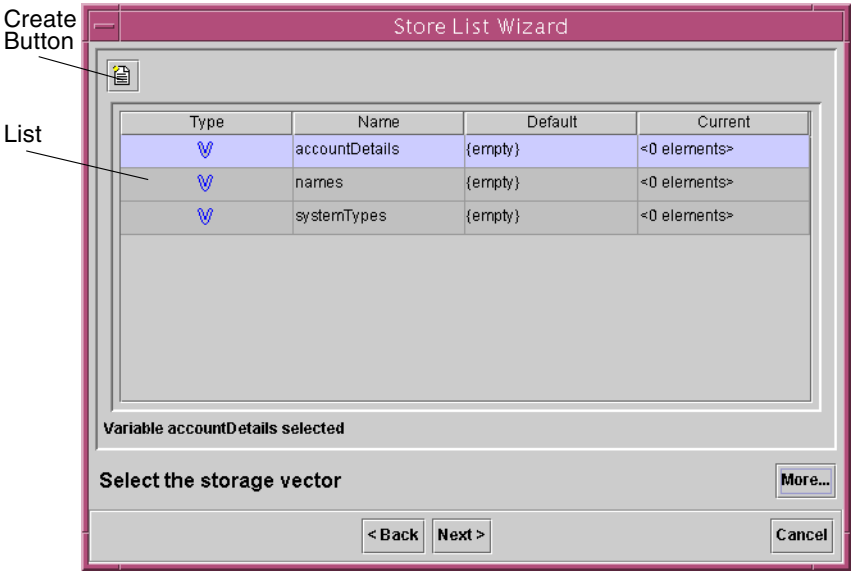 Create
Button
Store List Wizard
List
Type Name Default Current
accountDetails {empty} <0 elements>
names {empty} <0 elements>
systemTypes {empty} <0 elements>
Variable accountDetails selected
Select the storage vector
More...
< Back Next > Cancel